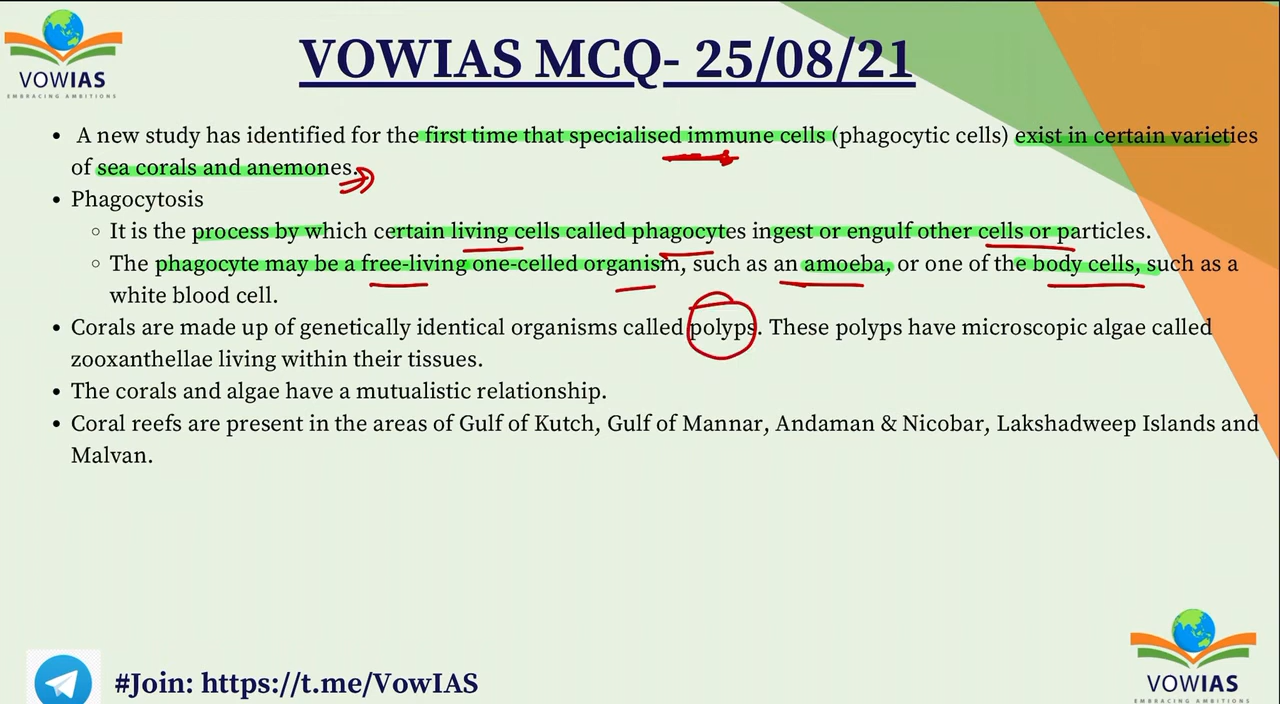 VOWIAS
EMBRACING AMBITIONS
VOWIAS MCQ- 25/08/21
• A new study has identified for the first time that specialised immune cells (phagocytic cells) exist in certain varieties
of sea corals and anemones.
• Phagocytosis
◦ It is the process by which certain living cells called phagocytes ingest or engulf other cells or particles.
◦ The phagocyte may be a free-living one-celled organism, such as an amoeba, or one of the body cells, such as a
white blood cell.
• Corals are made up of genetically identical organisms called polyps. These polyps have microscopic algae called
zooxanthellae living within their tissues.
• The corals and algae have a mutualistic relationship.
• Coral reefs are present in the areas of Gulf of Kutch, Gulf of Mannar, Andaman & Nicobar, Lakshadweep Islands and
Malvan.
#Join: https://t.me/VowIAS
VOWIAS
EMBRACING AMBITIONS